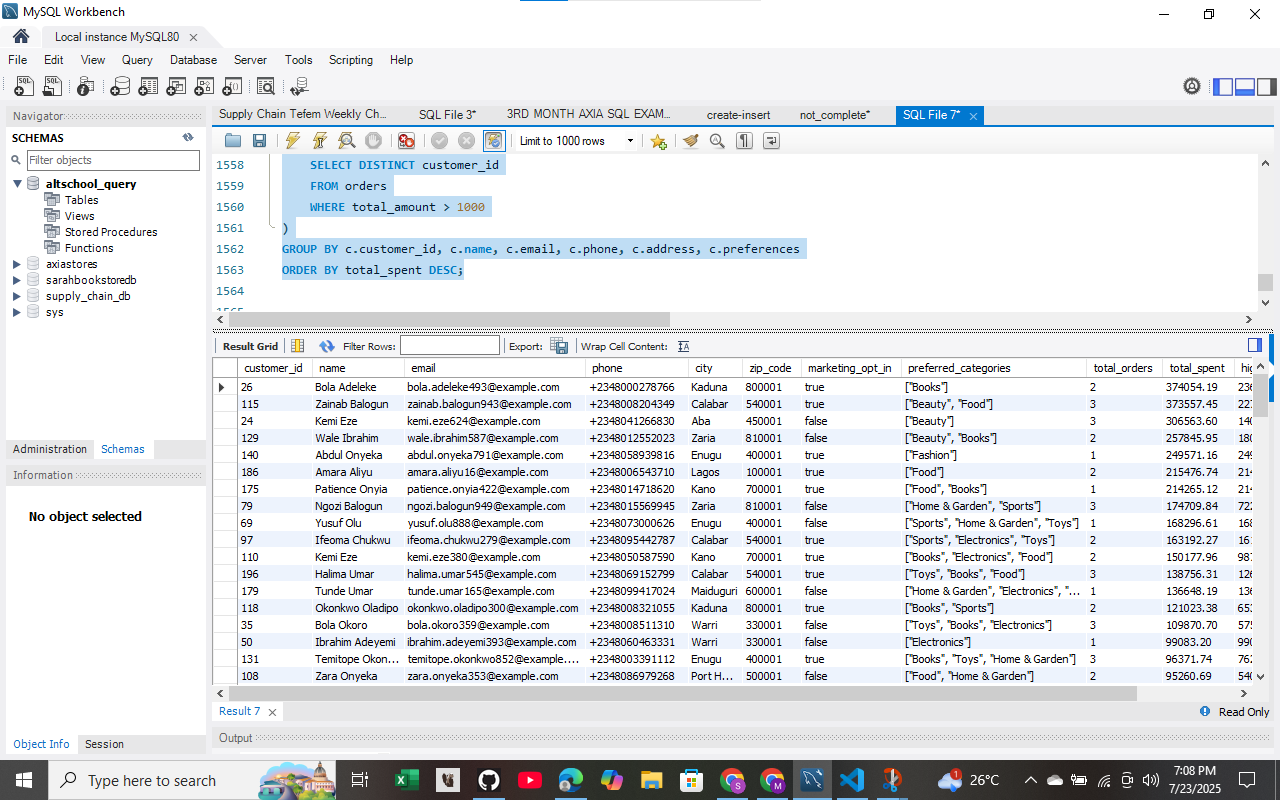 MySQL Workbench
Local instance MySQL80
File Edit View Query Database Server Tools Scripting Help
Navigator
SCHEMAS
Filter objects
altschool_query
Tables
Views
Stored Procedures
Functions
axiastores
sarahbookstoredb
supply_chain_db
sys
Administration Schemas
Information
No object selected
Object Info Session
Supply Chain Tefem Weekly Ch... SQL File 3* 3RD MONTH AXIA SQL EXAM... create-insert not_complete* SQL File 7*
Limit to 1000 rows
1558 SELECT DISTINCT customer_id
1559 FROM orders
1560 WHERE total_amount > 1000
1561 )
1562 GROUP BY c.customer_id, c.name, c.email, c.phone, c.address, c.preferences
1563 ORDER BY total_spent DESC;
1564
Result Grid Filter Rows: Export: Wrap Cell Content:
customer_id name email phone city zip_code marketing_opt_in preferred_categories total_orders total_spent hig
26 Bola Adeleke bola.adeleke493@example.com +2348000278766 Kaduna 800001 true ["Books"] 2 374054.19 236
115 Zainab Balogun zainab.balogun943@example.com +2348008204349 Calabar 540001 true ["Beauty", "Food"] 3 373557.45 227
24 Kemi Eze kemi.eze624@example.com +2348041266830 Aba 450001 false ["Beauty"] 3 306563.60 140
129 Wale Ibrahim wale.ibrahim587@example.com +2348012552023 Zaria 810001 false ["Beauty", "Books"] 2 257845.95 180
140 Abdul Onyeka abdul.onyeka791@example.com +2348058939816 Enugu 400001 true ["Fashion"] 1 249571.16 249
186 Amara Aliyu amara.aliyu16@example.com +2348006543710 Lagos 100001 true ["Food"] 2 215476.74 214
175 Patience Onyia patience.onyia422@example.com +2348014718620 Kano 700001 true ["Food", "Books"] 1 214265.12 214
79 Ngozi Balogun ngozi.balogun949@example.com +2348015569945 Zaria 810001 false ["Home & Garden", "Sports"] 3 174709.84 722
69 Yusuf Olu yusuf.olu888@example.com +2348073000626 Enugu 400001 false ["Sports", "Home & Garden", "Toys"] 1 168296.61 168
97 Ifeoma Chukwu ifeoma.chukwu279@example.com +2348095442787 Calabar 540001 true ["Sports", "Electronics", "Toys"] 2 163192.27 161
110 Kemi Eze kemi.eze380@example.com +2348050587590 Kano 700001 true ["Books", "Electronics", "Food"] 2 150177.96 987
196 Halima Umar halima.umar545@example.com +2348069152799 Calabar 540001 true ["Toys", "Books", "Food"] 3 138756.31 126
179 Tunde Umar tunde.umar165@example.com +2348099417024 Maiduguri 600001 false ["Home & Garden", "Electronics", "... 1 136648.19 136
118 Okonkwo Oladipo okonkwo.oladipo300@example.com +2348008321055 Kaduna 800001 true ["Books", "Sports"] 2 121023.38 653
35 Bola Okoro bola.okoro359@example.com +2348008511310 Warri 330001 false ["Toys", "Books", "Electronics"] 3 109870.70 575
50 Ibrahim Adeyemi ibrahim.adeyemi393@example.com +2348060463331 Warri 330001 false ["Electronics"] 1 99083.20 990
131 Temitope Okon... temitope.okonkwo852@example.... +2348003391112 Enugu 400001 true ["Books", "Toys", "Home & Garden"] 3 96371.74 762
108 Zara Onyeka zara.onyeka353@example.com +2348086979268 Port H... 500001 false ["Food", "Home & Garden"] 2 95260.69 540
Result 7 Read Only
Output
Type here to search
26°C
7:08 PM
7/23/2025